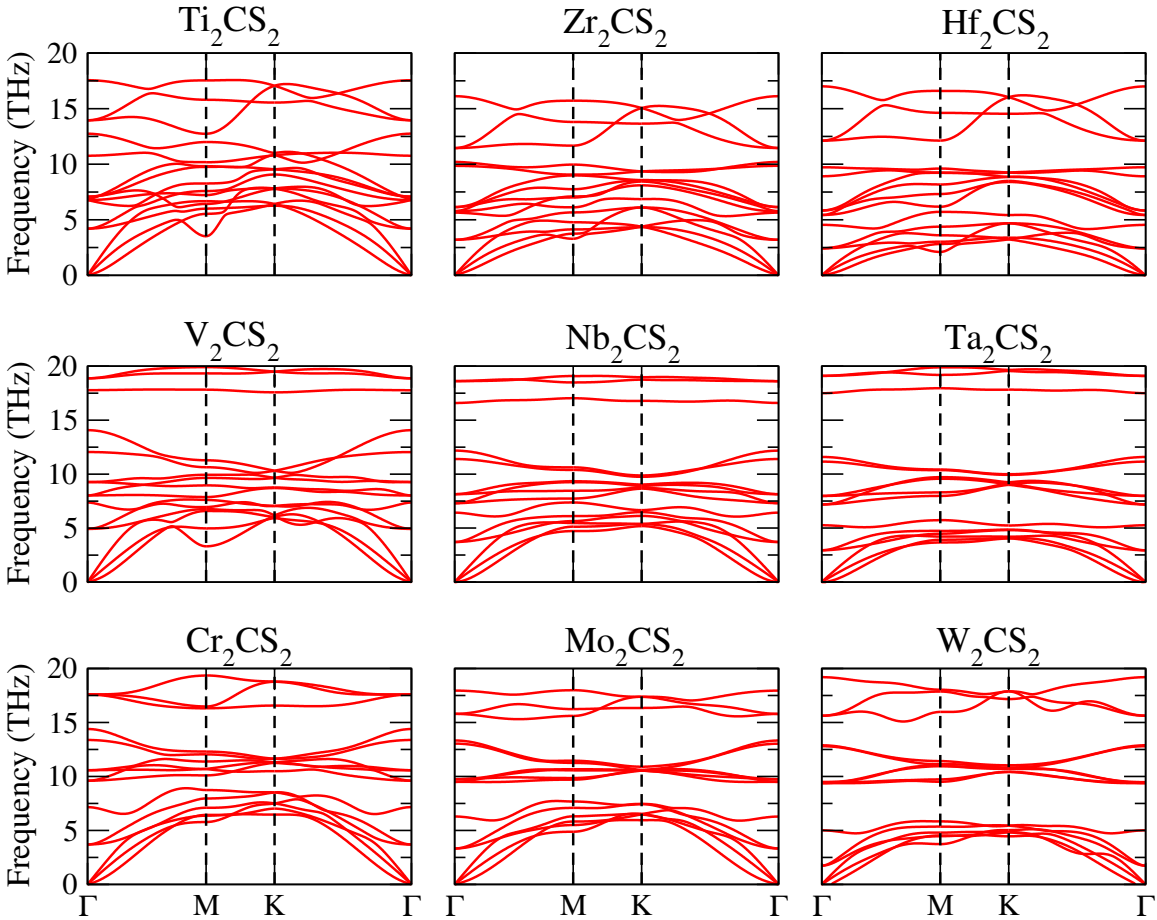 Ti₂CS₂ Zr₂CS₂ Hf₂CS₂
20
15
10
5
0
Frequency (THz)
V₂CS₂ Nb₂CS₂ Ta₂CS₂
20
15
10
5
0
Frequency (THz)
Cr₂CS₂ Mo₂CS₂ W₂CS₂
20
15
10
5
0
Frequency (THz)
Γ M K Γ M K Γ M K Γ